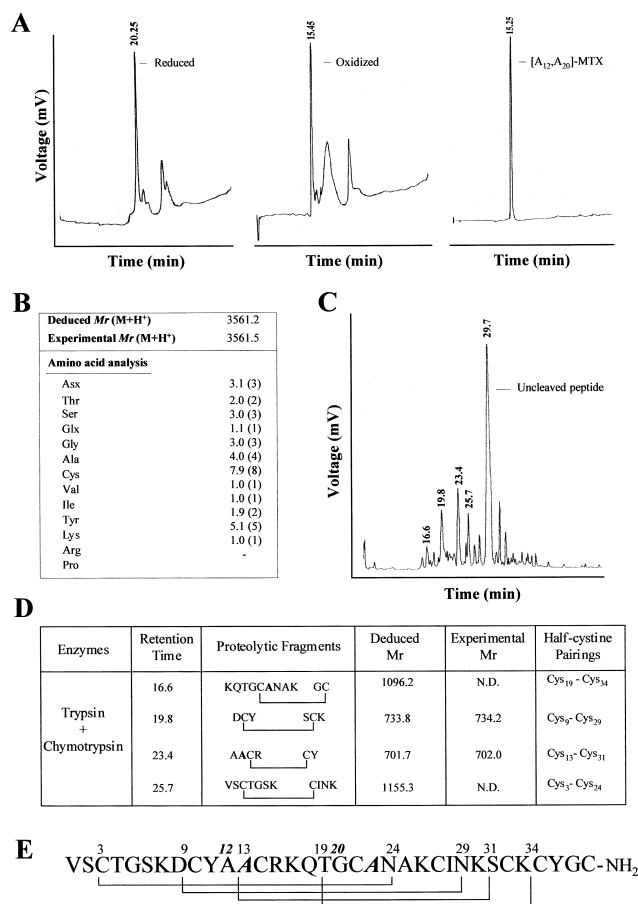 A
20.25
Reduced
15.45
Oxidized
15.25
[A12,A20]-MTX
Voltage (mV)
Time (min)
Time (min)
Time (min)
B
Deduced Mr (M+H+) 3561.2
Experimental Mr (M+H+) 3561.5
Amino acid analysis
Asx 3.1 (3)
Thr 2.0 (2)
Ser 3.0 (3)
Glx 1.1 (1)
Gly 3.0 (3)
Ala 4.0 (4)
Cys 7.9 (8)
Val 1.0 (1)
Ile 1.0 (1)
Tyr 1.9 (2)
Lys 5.1 (5)
Arg 1.0 (1)
Pro -
C
29.7
Uncleaved peptide
23.4
19.8
25.7
16.6
Voltage (mV)
Time (min)
D
Enzymes
Retention
Time
Proteolytic Fragments
Deduced
Mr
Experimental
Mr
Half-cystine
Pairings
Trypsin
+
Chymotrypsin
16.6 KQTGCANAK GC 1096.2 N.D. Cys19 - Cys34
19.8 DCY SCK 733.8 734.2 Cys9- Cys29
23.4 AACR CY 701.7 702.0 Cys13- Cys31
25.7 VSCTGSK CINK 1155.3 N.D. Cys3- Cys24
E
3 9 12 13 19 20 24 29 31 34
VSCTGSKDCYAACRKQTGCANAKCINKSCKCYGC-NH2